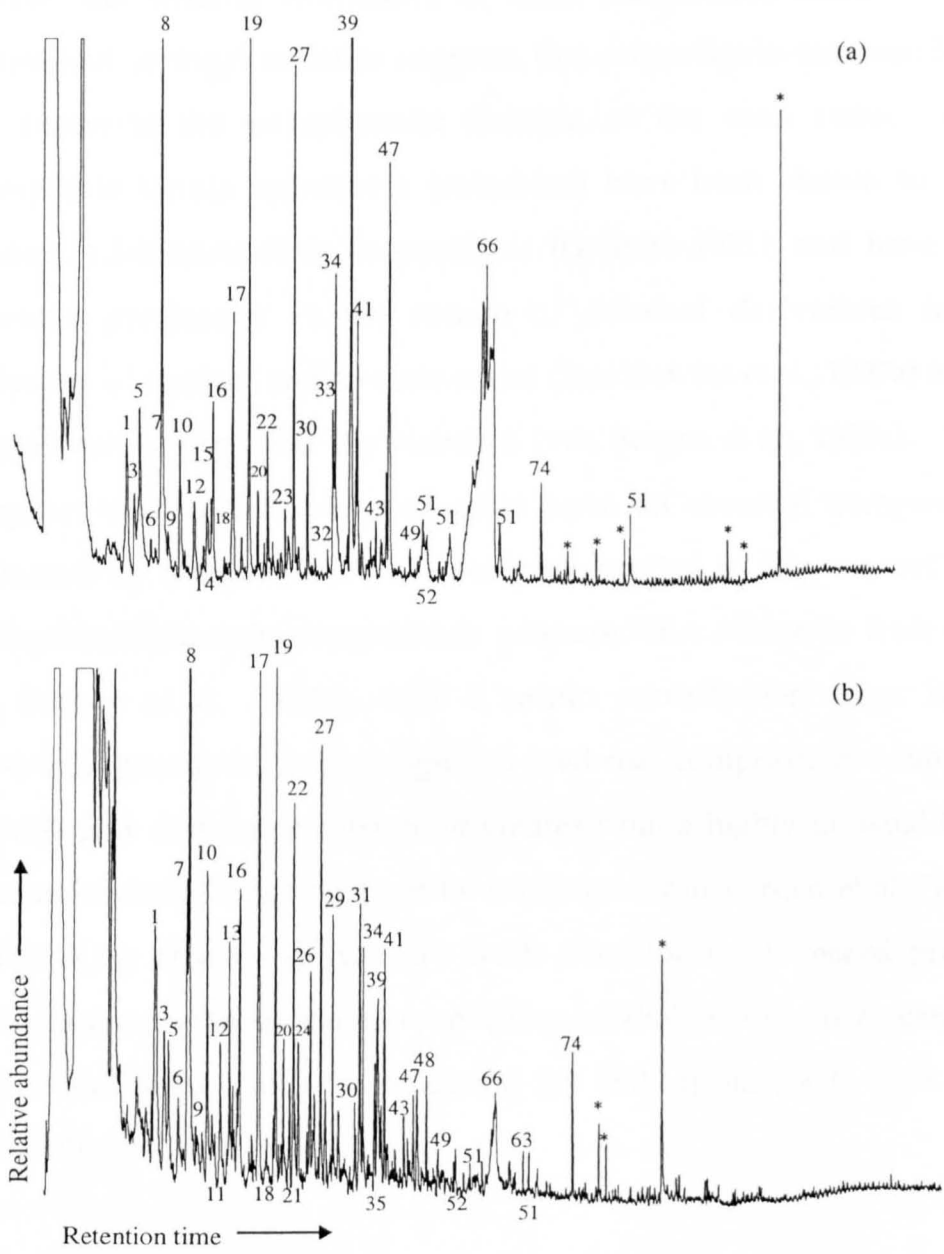 8 19 39
27 (a)
*
47
34 66
17 41
5 16 33
1 7 10 15 22 30
3 12 20 23 51 74 51
6 9 18 32 43 49 51 51 * * * * *
14 52
8 17 19
(b)
27
22
10 16 29 31
7 13 34 41 *
1 26 39
3 5 12 20 24 48 74
6 47 66 *
9 30 43 *
49 51 63
11 18 21 35 52 51
Relative abundance
Retention time